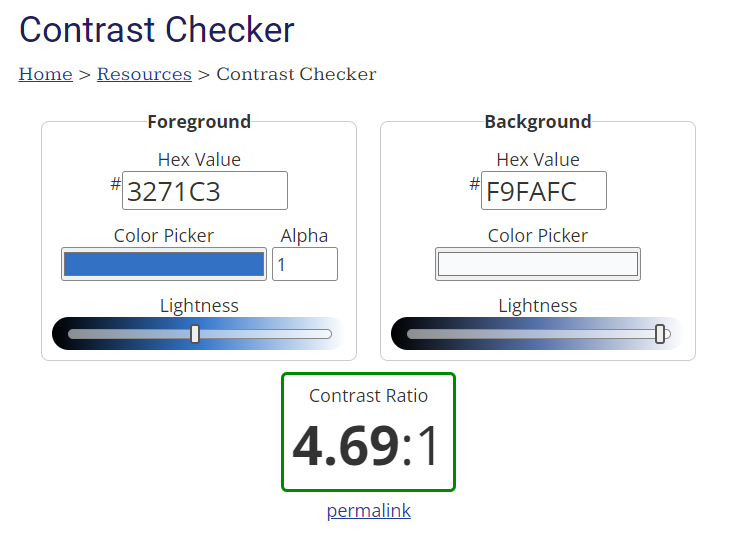 Contrast Checker
Home > Resources > Contrast Checker
Foreground
Hex Value
#3271C3
Color Picker Alpha
1
Lightness
Background
Hex Value
#F9FAFC
Color Picker
Lightness
Contrast Ratio
4.69:1
permalink